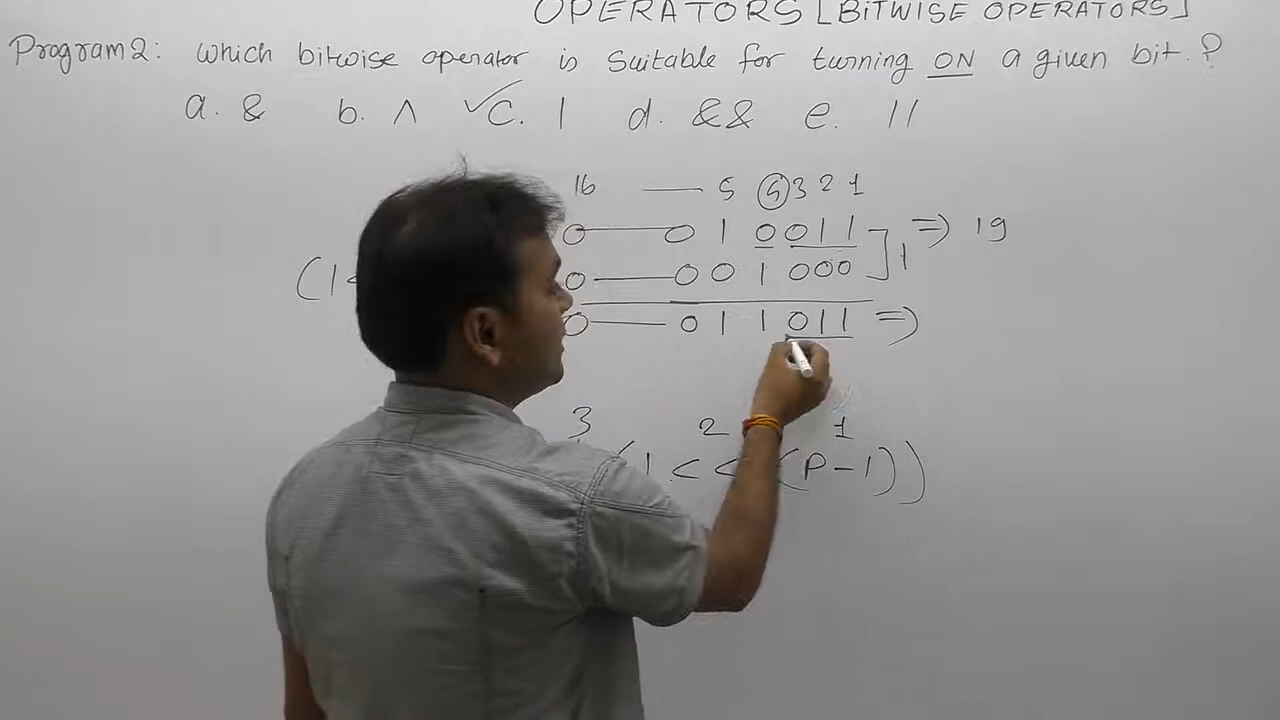 OPERATORS [BITWISE OPERATORS]
Program2: Which bitwise operator is suitable for turning ON a given bit.?
a. & b. ^ ✓c. | d. && e. ||
16 — 5 4 3 2 1
0 — 0 1 0 0 1 1 ] => 19
(1< 0 — 0 0 1 0 0 0 ] |
0 — 0 1 1 0 1 1 =>
3 2 1
(1 << (P-1))